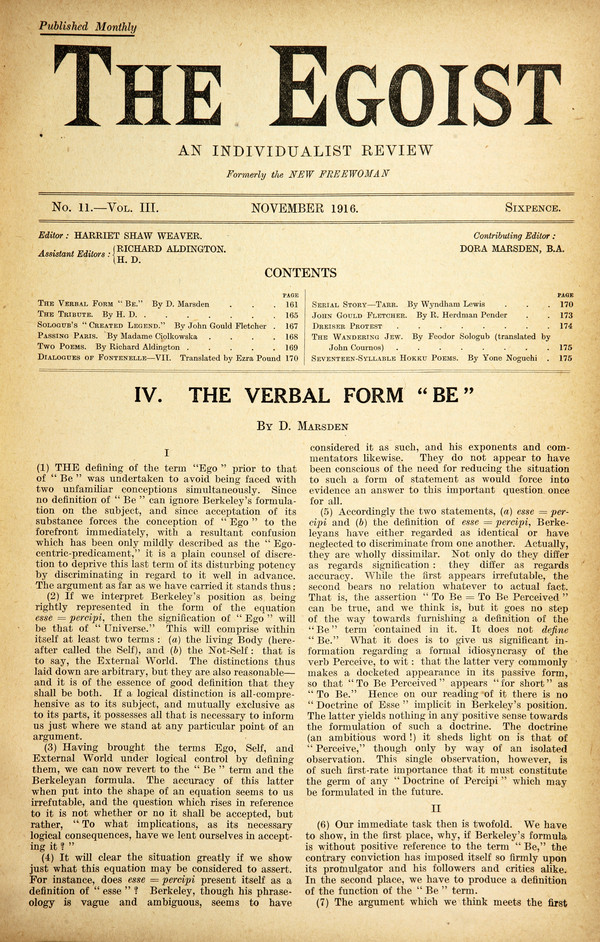 Published Monthly
THE EGOIST
AN INDIVIDUALIST REVIEW
Formerly the NEW FREEWOMAN
No. 11.—Vol. III.
NOVEMBER 1916.
Sixpence.
Editor : HARRIET SHAW WEAVER.
Assistant Editors : {RICHARD ALDINGTON.
H. D.
Contributing Editor :
DORA MARSDEN, B.A.
CONTENTS
PAGE
The Verbal Form “ Be.” By D. Marsden . . . 161
The Tribute. By H. D. . . . . . . . 165
Sologub’s “ Created Legend.” By John Gould Fletcher . 167
Passing Paris. By Madame Ciolkowska . . . . 168
Two Poems. By Richard Aldington . . . . . 169
Dialogues of Fontenelle—VII. Translated by Ezra Pound 170
PAGE
Serial Story—Tarr. By Wyndham Lewis . . . 170
John Gould Fletcher. By R. Herdman Pender . . 173
Dreiser Protest . . . . . . . . 174
The Wandering Jew. By Feodor Sologub (translated by
John Cournos) . . . . . . . . 175
Seventeen-Syllable Hokku Poems. By Yone Noguchi . 175
IV. THE VERBAL FORM “ BE ”
By D. Marsden
I
(1) THE defining of the term “Ego” prior to that
of “ Be ” was undertaken to avoid being faced with
two unfamiliar conceptions simultaneously. Since
no definition of “ Be ” can ignore Berkeley’s formula-
tion on the subject, and since acceptation of its
substance forces the conception of “ Ego ” to the
forefront immediately, with a resultant confusion
which has been only mildly described as the “ Ego-
centric-predicament,” it is a plain counsel of discre-
tion to deprive this last term of its disturbing potency
by discriminating in regard to it well in advance.
The argument as far as we have carried it stands thus :
(2) If we interpret Berkeley’s position as being
rightly represented in the form of the equation
esse = percipi, then the signification of “ Ego ” will
be that of “ Universe.” This will comprise within
itself at least two terms : (a) the living Body (here-
after called the Self), and (b) the Not-Self : that is
to say, the External World. The distinctions thus
laid down are arbitrary, but they are also reasonable—
and it is of the essence of good definition that they
shall be both. If a logical distinction is all-compre-
hensive as to its subject, and mutually exclusive as
to its parts, it possesses all that is necessary to inform
us just where we stand at any particular point of an
argument.
(3) Having brought the terms Ego, Self, and
External World under logical control by defining
them, we can now revert to the “ Be ” term and the
Berkeleyan formula. The accuracy of this latter
when put into the shape of an equation seems to us
irrefutable, and the question which rises in reference
to it is not whether or no it shall be accepted, but
rather, “ To what implications, as its necessary
logical consequences, have we lent ourselves in accept-
ing it ? ”
(4) It will clear the situation greatly if we show
just what this equation may be considered to assert.
For instance, does esse = percipi present itself as a
definition of “ esse ” ? Berkeley, though his phrase-
ology is vague and ambiguous, seems to have
considered it as such, and his exponents and com-
mentators likewise. They do not appear to have
been conscious of the need for reducing the situation
to such a form of statement as would force into
evidence an answer to this important question once
for all.
(5) Accordingly the two statements, (a) esse = per-
cipi and (b) the definition of esse = percipi, Berke-
leyans have either regarded as identical or have
neglected to discriminate from one another. Actually,
they are wholly dissimilar. Not only do they differ
as regards signification : they differ as regards
accuracy. While the first appears irrefutable, the
second bears no relation whatever to actual fact.
That is, the assertion “ To Be = To Be Perceived ”
can be true, and we think is, but it goes no step
of the way towards furnishing a definition of the
“ Be ” term contained in it. It does not define
“ Be.” What it does is to give us significant in-
formation regarding a formal idiosyncrasy of the
verb Perceive, to wit : that the latter very commonly
makes a docketed appearance in its passive form,
so that “ To Be Perceived ” appears “ for short ” as
“ To Be.” Hence on our reading of it there is no
“ Doctrine of Esse ” implicit in Berkeley’s position.
The latter yields nothing in any positive sense towards
the formulation of such a doctrine. The doctrine
(an ambitious word !) it sheds light on is that of
“ Perceive,” though only by way of an isolated
observation. This single observation, however, is
of such first-rate importance that it must constitute
the germ of any “ Doctrine of Percipi ” which may
be formulated in the future.
II
(6) Our immediate task then is twofold. We have
to show, in the first place, why, if Berkeley’s formula
is without positive reference to the term “ Be,” the
contrary conviction has imposed itself so firmly upon
its promulgator and his followers and critics alike.
In the second place, we have to produce a definition
of the function of the “ Be ” term.
(7) The argument which we think meets the first